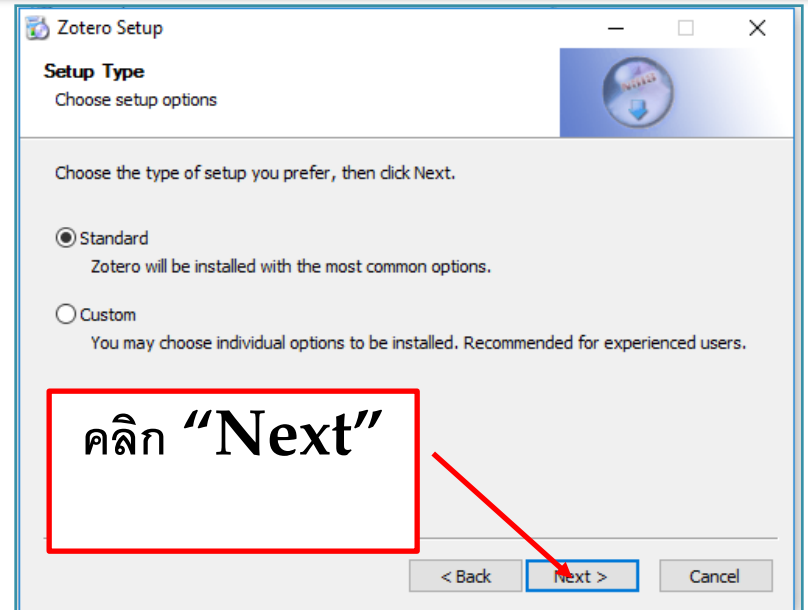 Zotero Setup
Setup Type
Choose setup options
Choose the type of setup you prefer, then click Next.
Standard
Zotero will be installed with the most common options.
Custom
You may choose individual options to be installed. Recommended for experienced users.
คลิก “Next”
< Back
Next >
Cancel